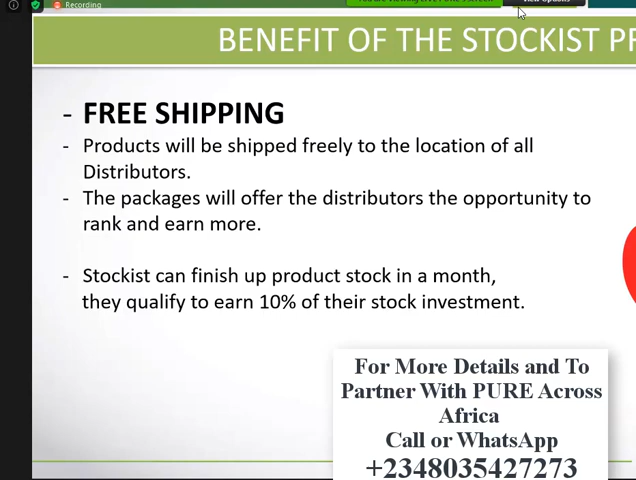 Recording
BENEFIT OF THE STOCKIST
- FREE SHIPPING
- Products will be shipped freely to the location of all
Distributors.
- The packages will offer the distributors the opportunity to
rank and earn more.
- Stockist can finish up product stock in a month,
they qualify to earn 10% of their stock investment.
For More Details and To
Partner With PURE Across
Africa
Call or WhatsApp
+2348035427273